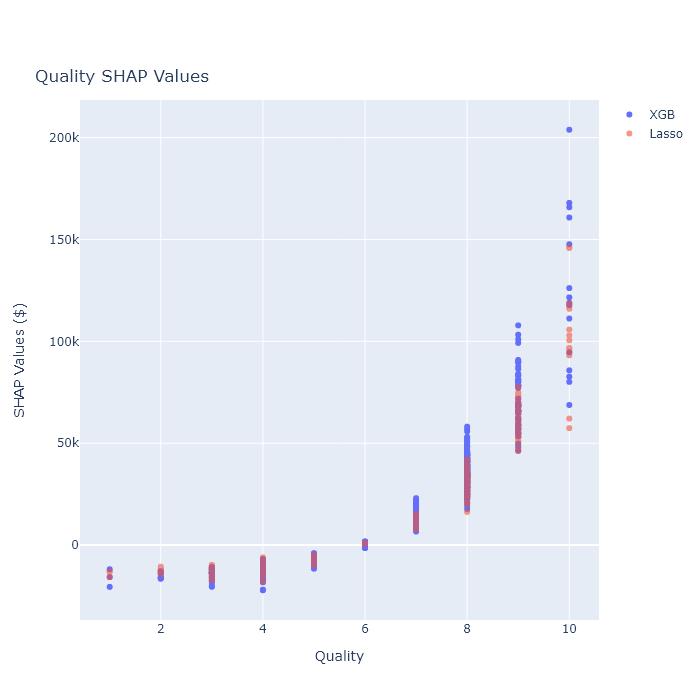 Quality SHAP Values
XGB
Lasso
200k
150k
100k
50k
0
SHAP Values ($)
2
4
6
8
10
Quality